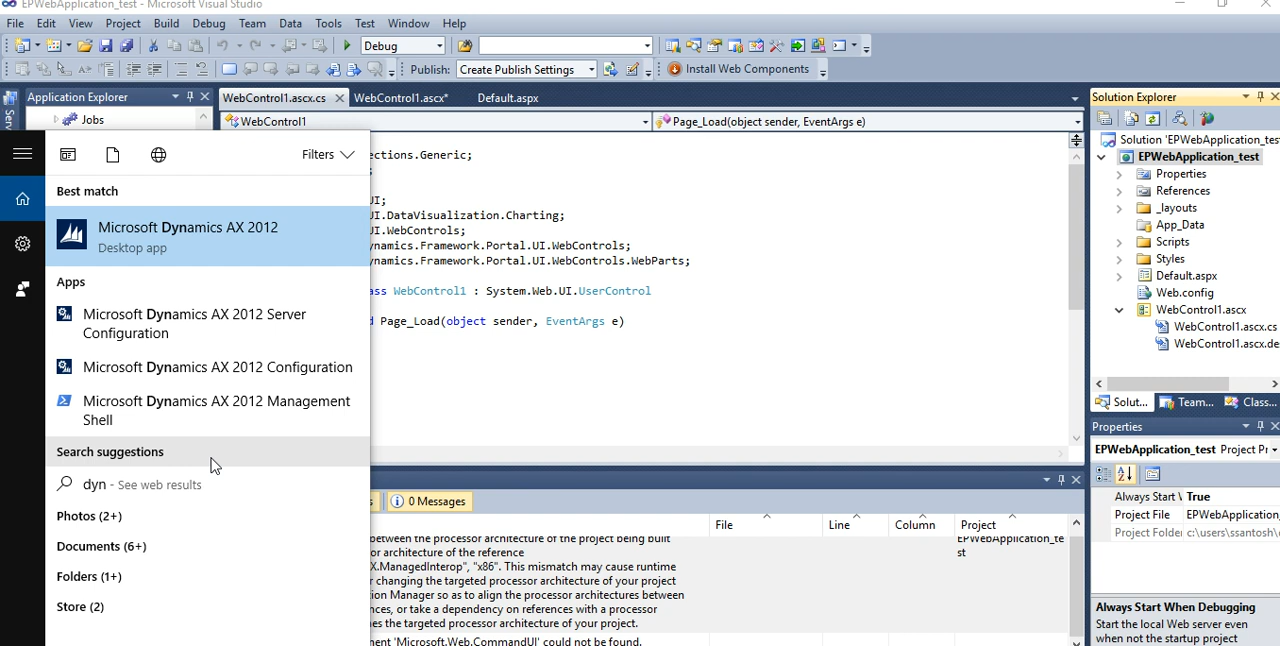 EPWebApplication_test - Microsoft Visual Studio
File Edit View Project Build Debug Team Data Tools Test Window Help
Debug
Publish: Create Publish Settings Install Web Components
Serv
Application Explorer
Jobs
WebControl1.ascx.cs WebControl1.ascx* Default.aspx
WebControl1 Page_Load(object sender, EventArgs e)
Filters
Best match
Microsoft Dynamics AX 2012
Desktop app
Apps
Microsoft Dynamics AX 2012 Server
Configuration
Microsoft Dynamics AX 2012 Configuration
Microsoft Dynamics AX 2012 Management
Shell
Search suggestions
dyn - See web results
Photos (2+)
Documents (6+)
Folders (1+)
Store (2)
ections.Generic;
;
UI;
UI.DataVisualization.Charting;
UI.WebControls;
ynamics.Framework.Portal.UI.WebControls;
ynamics.Framework.Portal.UI.WebControls.WebParts;
ass WebControl1 : System.Web.UI.UserControl
d Page_Load(object sender, EventArgs e)
s 0 Messages
File Line Column Project
between the processor architecture of the project being built
or architecture of the reference
X.ManagedInterop", "x86". This mismatch may cause runtime
r changing the targeted processor architecture of your project
ion Manager so as to align the processor architectures between
nces, or take a dependency on references with a processor
es the targeted processor architecture of your project.
EPWebApplication_te
st
nent 'Microsoft.Web.CommandUI' could not be found.
Solution Explorer
Solution 'EPWebApplication_tes
EPWebApplication_test
Properties
References
_layouts
App_Data
Scripts
Styles
Default.aspx
Web.config
WebControl1.ascx
WebControl1.ascx.cs
WebControl1.ascx.de
Solut... Team... Class...
Properties
EPWebApplication_test Project Pr
Always Start \ True
Project File EPWebApplication_
Project Folder c:\users\ssantosh\
Always Start When Debugging
Start the local Web server even
when not the startup project